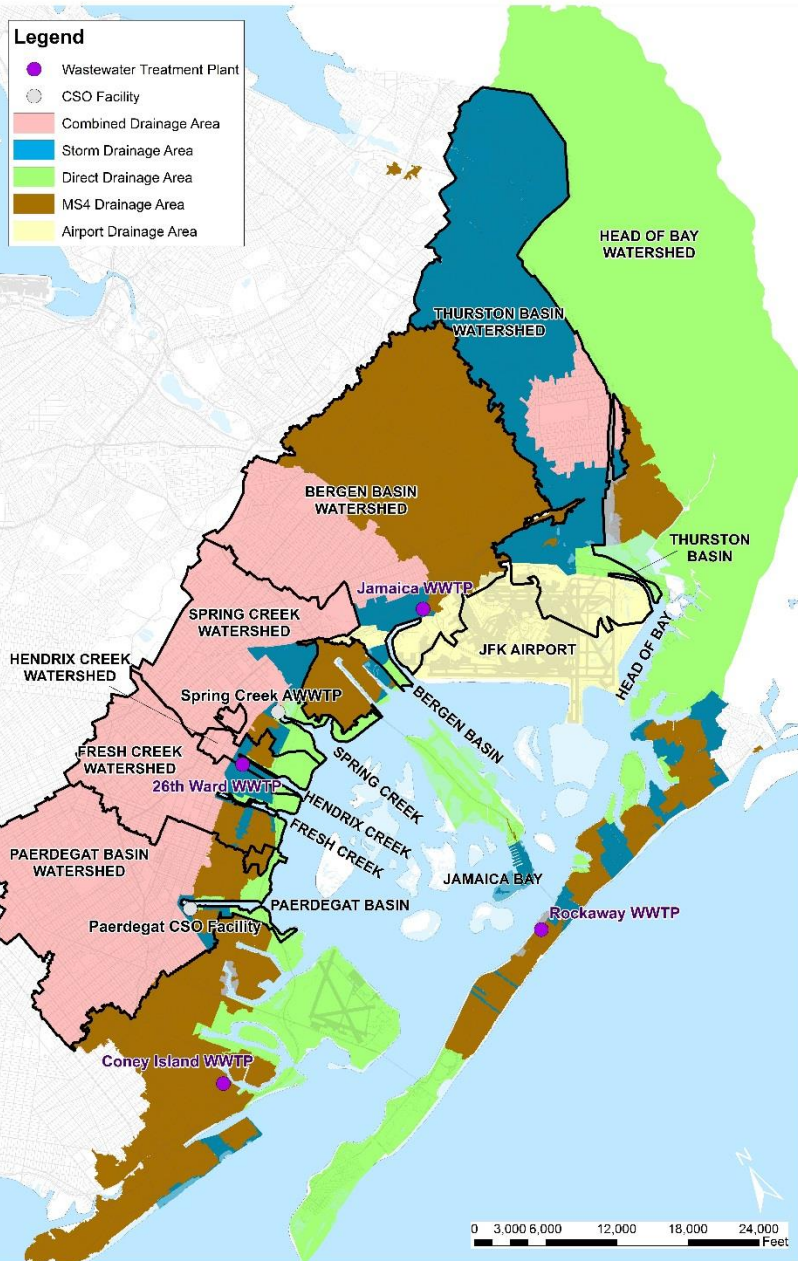 Legend
Wastewater Treatment Plant
CSO Facility
Combined Drainage Area
Storm Drainage Area
Direct Drainage Area
MS4 Drainage Area
Airport Drainage Area
HEAD OF BAY
WATERSHED
THURSTON BASIN
WATERSHED
BERGEN BASIN
WATERSHED
THURSTON
BASIN
Jamaica WWTP
SPRING CREEK
WATERSHED
JFK AIRPORT
HEAD OF BAY
HENDRIX CREEK
WATERSHED
Spring Creek AWWTP
BERGEN BASIN
FRESH CREEK
WATERSHED
SPRING CREEK
26th Ward WWTP
HENDRIX CREEK
FRESH CREEK
PAERDEGAT BASIN
WATERSHED
JAMAICA BAY
PAERDEGAT BASIN
Rockaway WWTP
Paerdegat CSO Facility
Coney Island WWTP
N
0 3,000 6,000 12,000 18,000 24,000
Feet